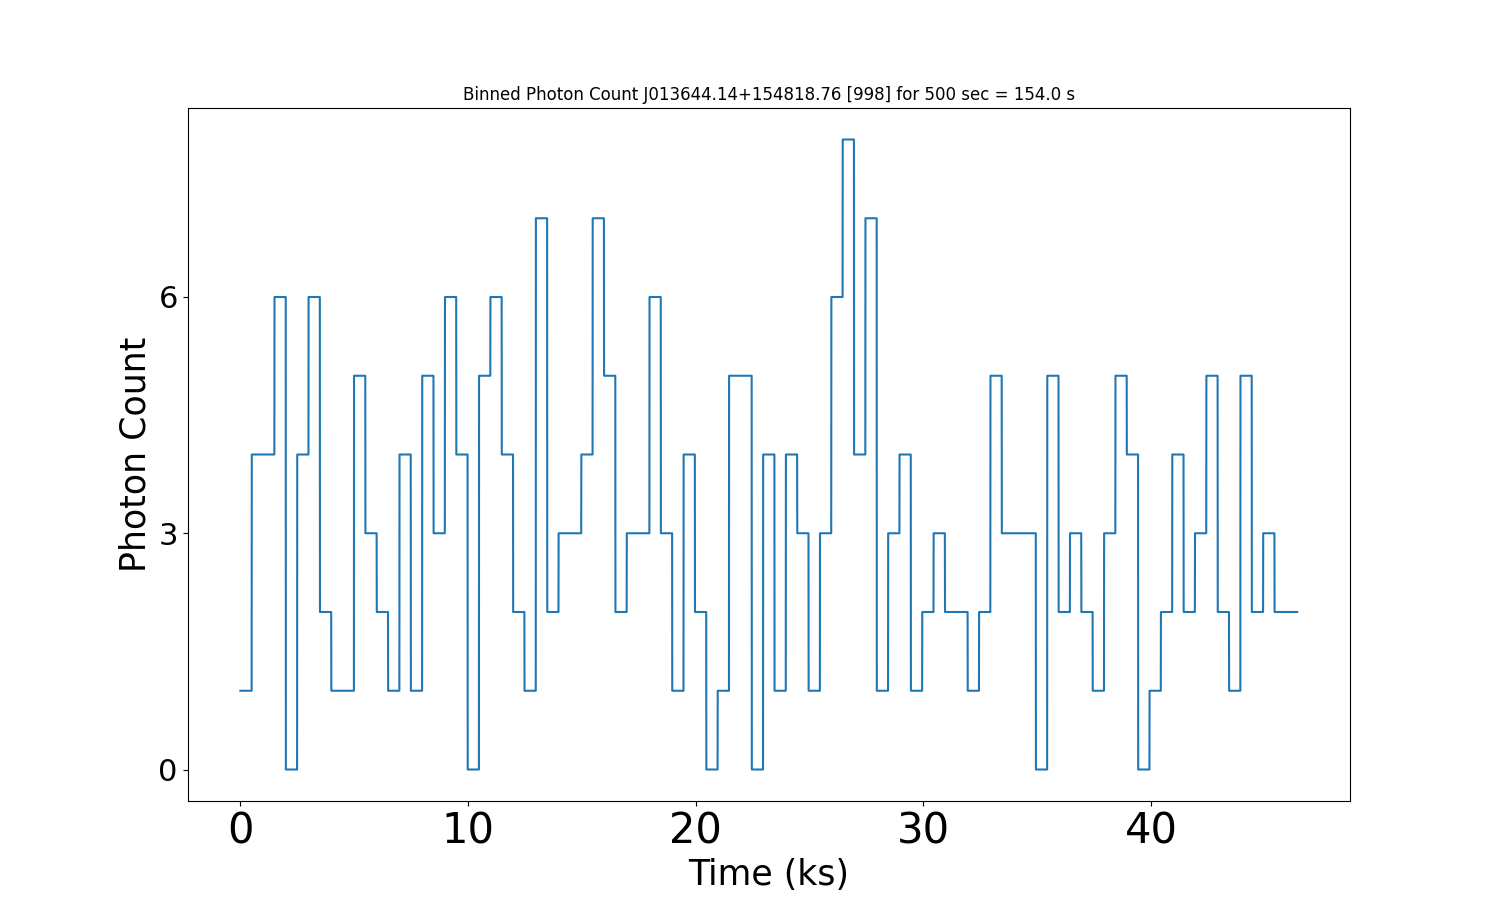 Binned Photon Count J013644.14+154818.76 [998] for 500 sec = 154.0 s
Photon Count
6
3
0
0 10 20 30 40
Time (ks)